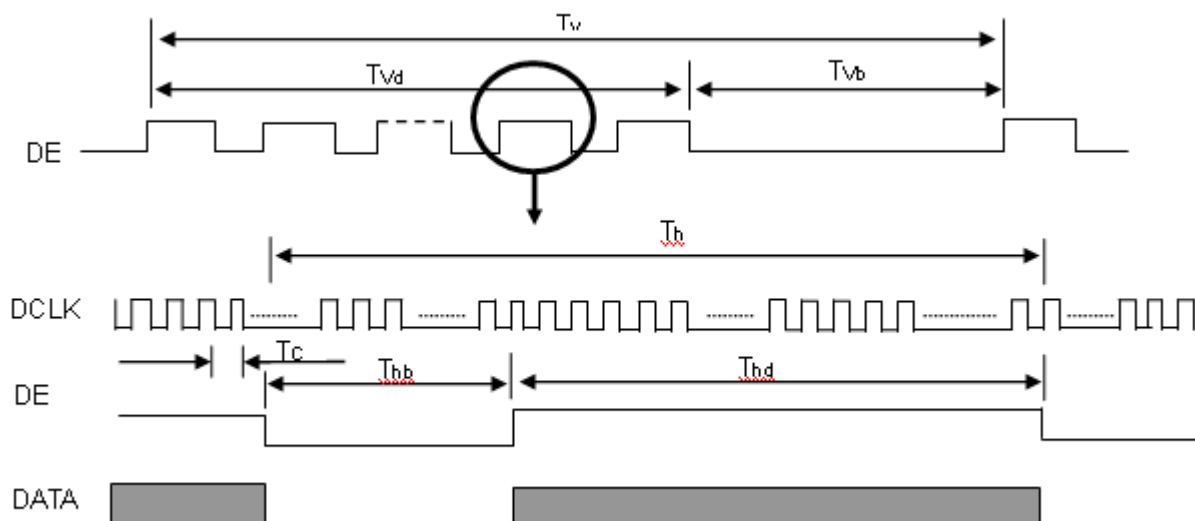 Tv
Tvd
Tvb
DE
Th
DCLK
Tc
Thb
Thd
DE
DATA